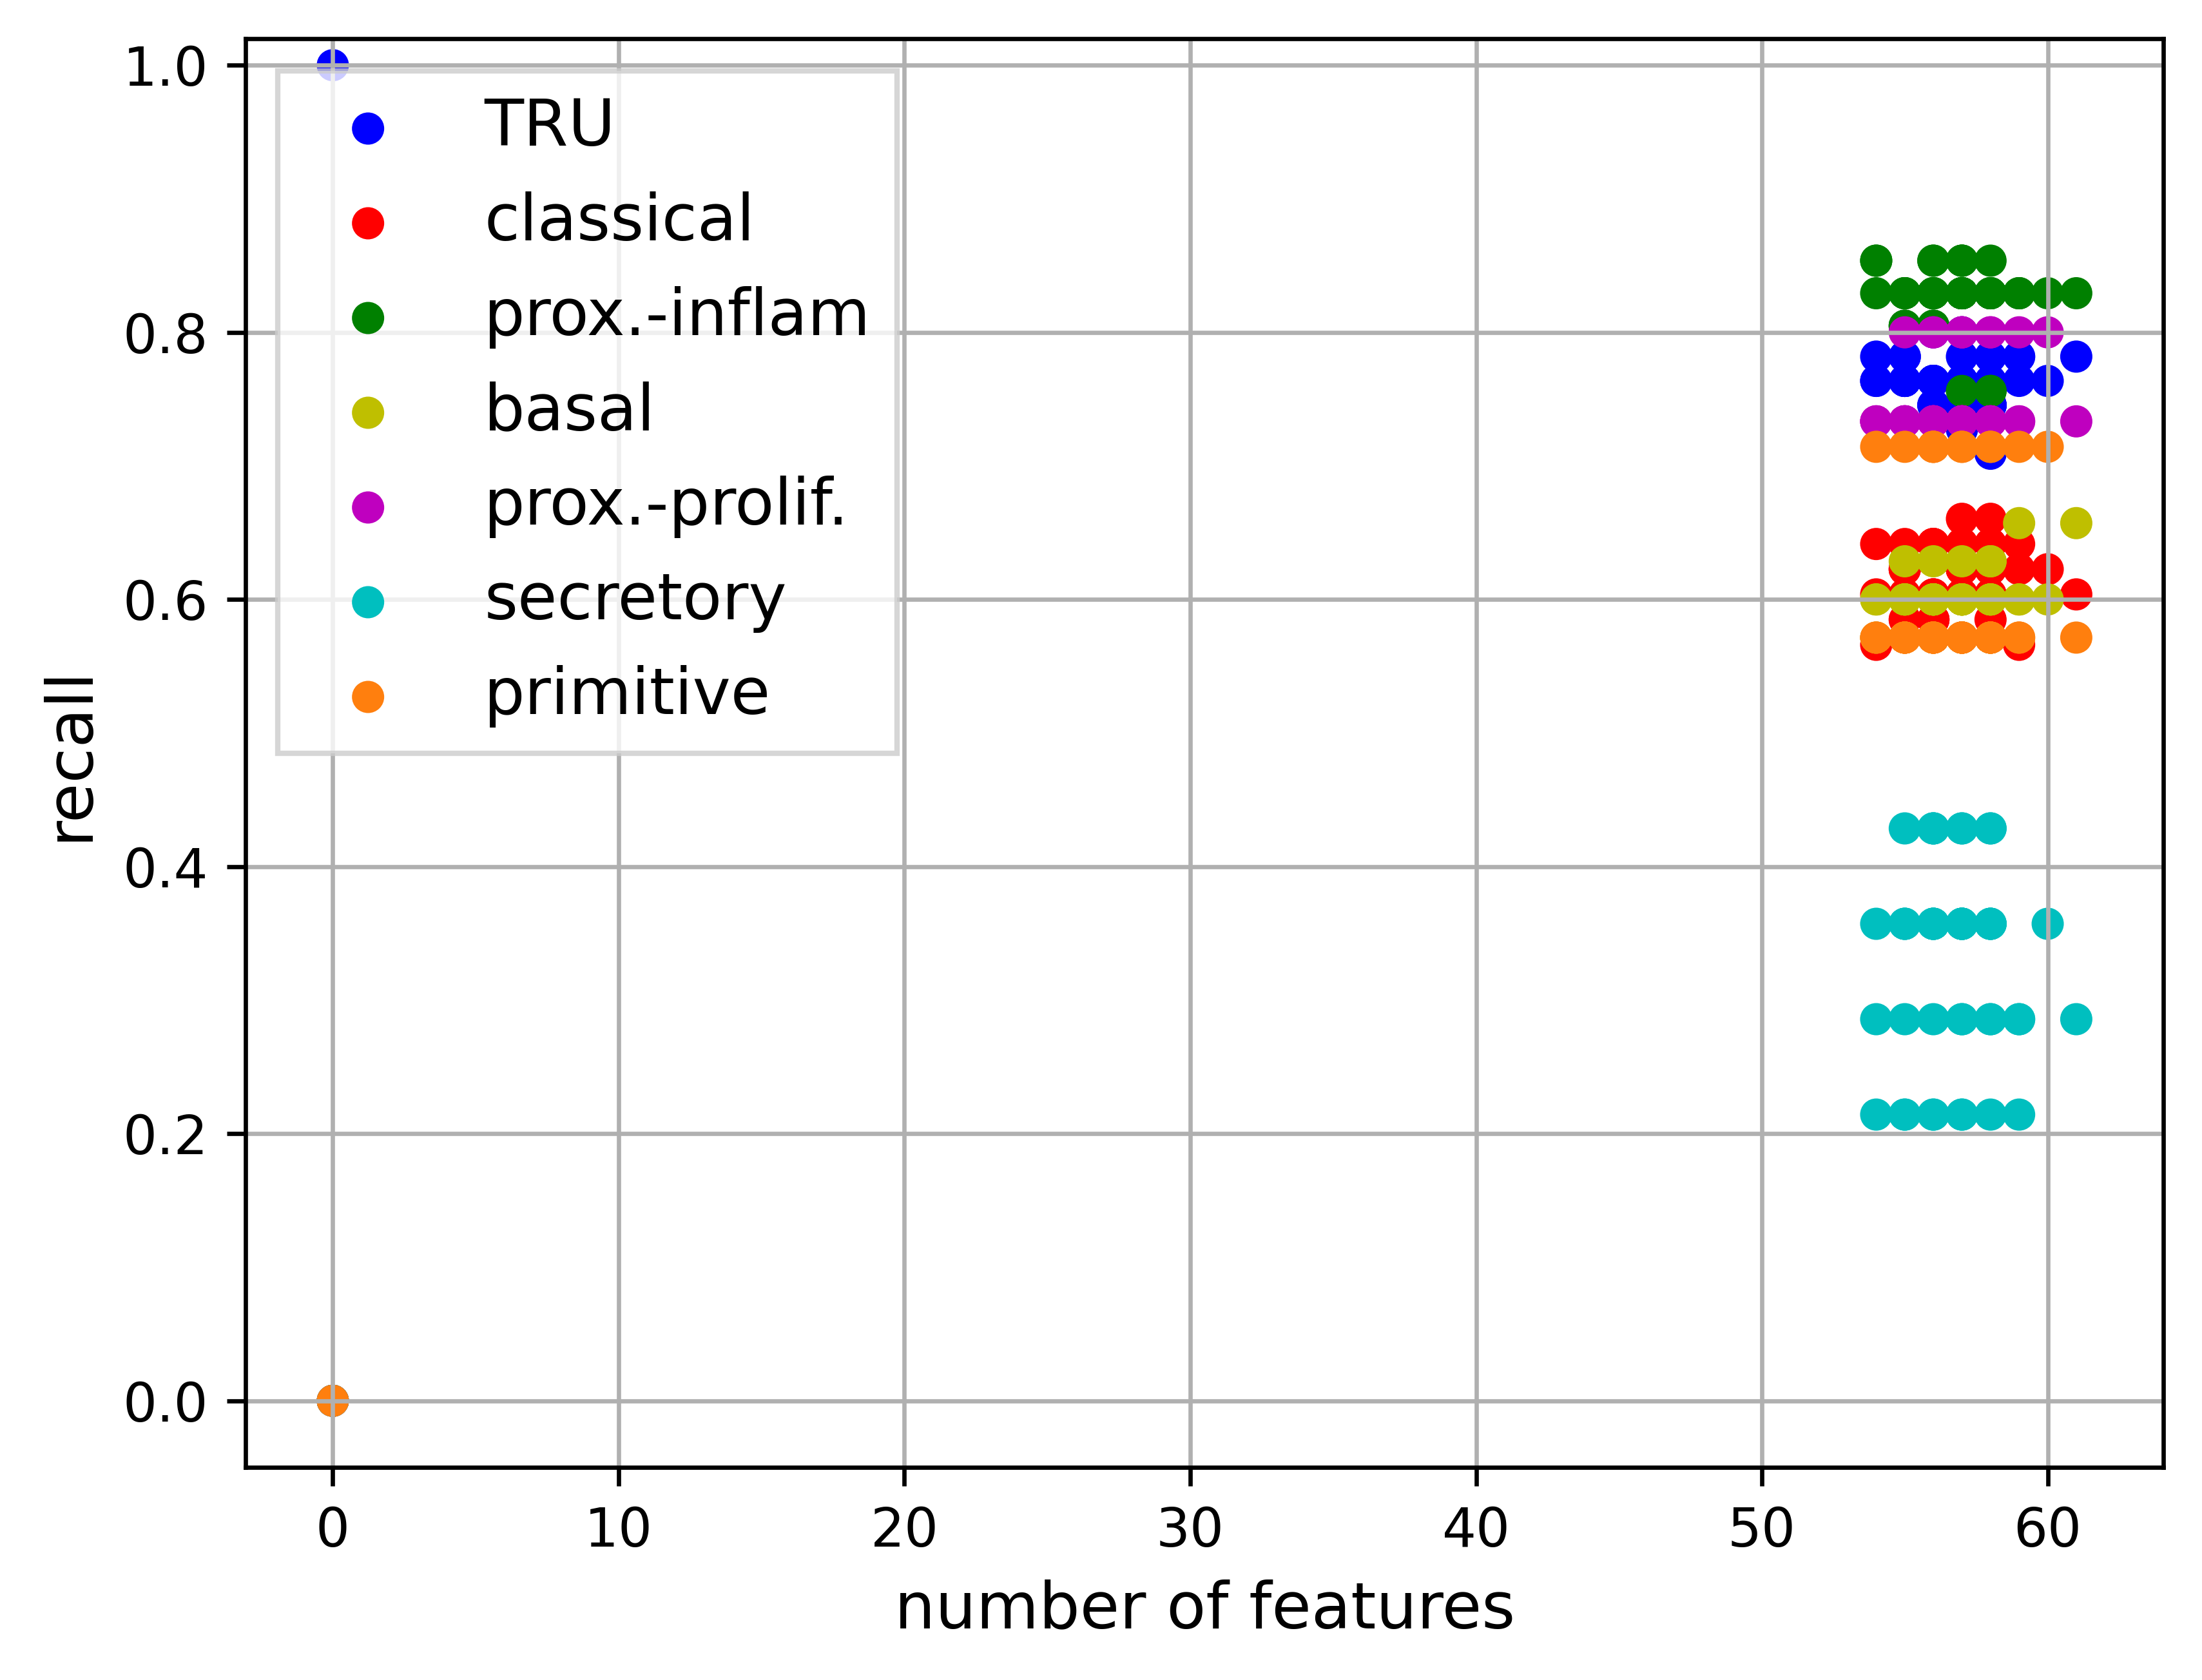 1.0
0.8
0.6
0.4
0.2
0.0
recall
TRU
classical
prox.-inflam
basal
prox.-prolif.
secretory
primitive
0 10 20 30 40 50 60
number of features